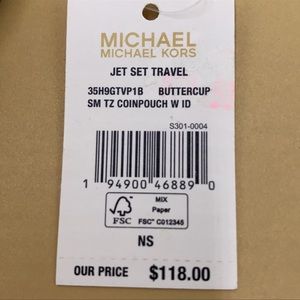 MICHAEL
MICHAEL KORS
JET SET TRAVEL
35H9GTVP1B BUTTERCUP
SM TZ COINPOUCH W ID
S301-0004
1 94900 46889 0
FSC
MIX
Paper
FSC® C012345
NS
OUR PRICE $118.00